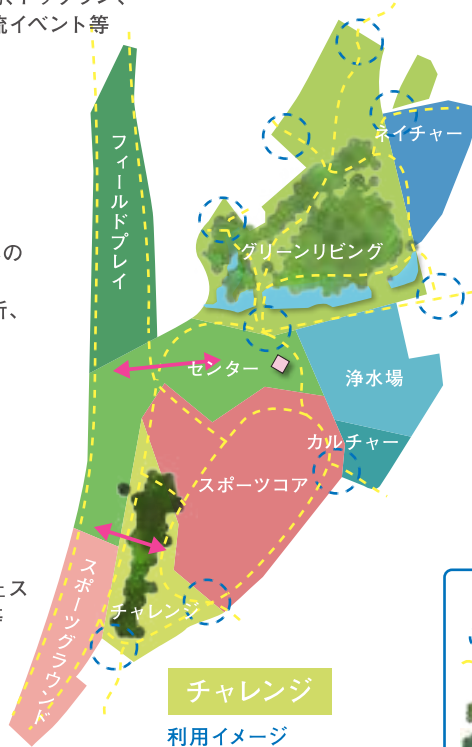 流イベント等
フィールドプレイ
ネイチャー
の
グリーンリビング
所、
センター
浄水場
カルチャー
スポーツコア
スポーツグラウンド
ス
チャレンジ
チャレンジ
利用イメージ